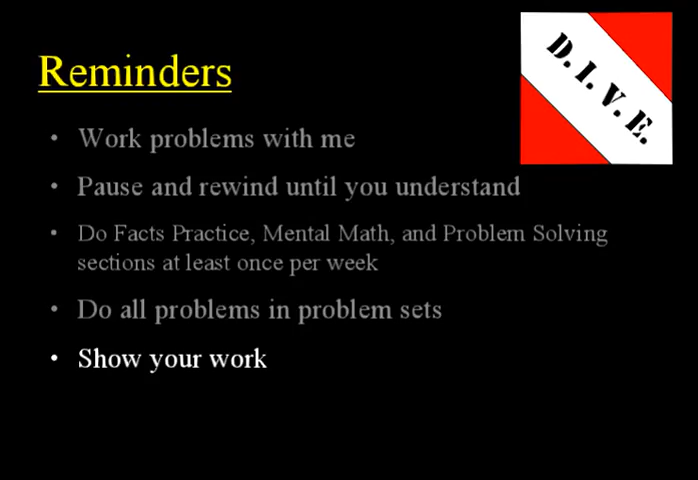 D. I. V. E.
Reminders
• Work problems with me
• Pause and rewind until you understand
• Do Facts Practice, Mental Math, and Problem Solving
sections at least once per week
• Do all problems in problem sets
• Show your work